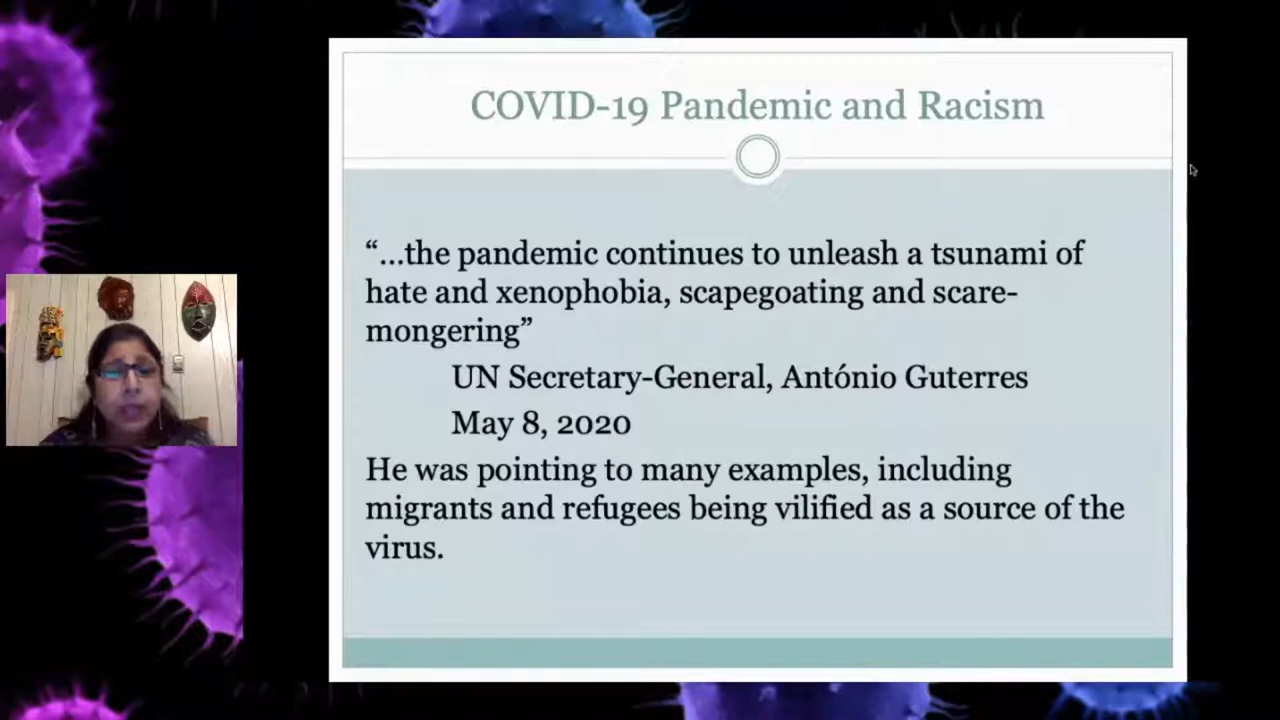 COVID-19 Pandemic and Racism
“...the pandemic continues to unleash a tsunami of
hate and xenophobia, scapegoating and scare-
mongering”
UN Secretary-General, António Guterres
May 8, 2020
He was pointing to many examples, including
migrants and refugees being vilified as a source of the
virus.